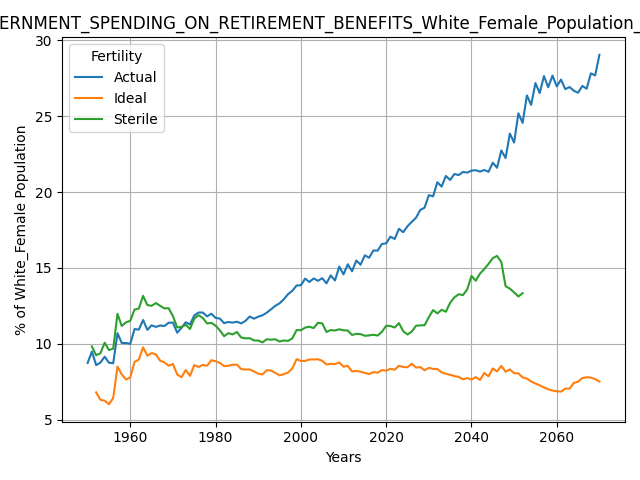 ERNMENT_SPENDING_ON_RETIREMENT_BENEFITS_White_Female_Population_
30
25
20
15
10
5
% of White_Female Population
Fertility
Actual
Ideal
Sterile
1960
1980
2000
2020
2040
2060
Years